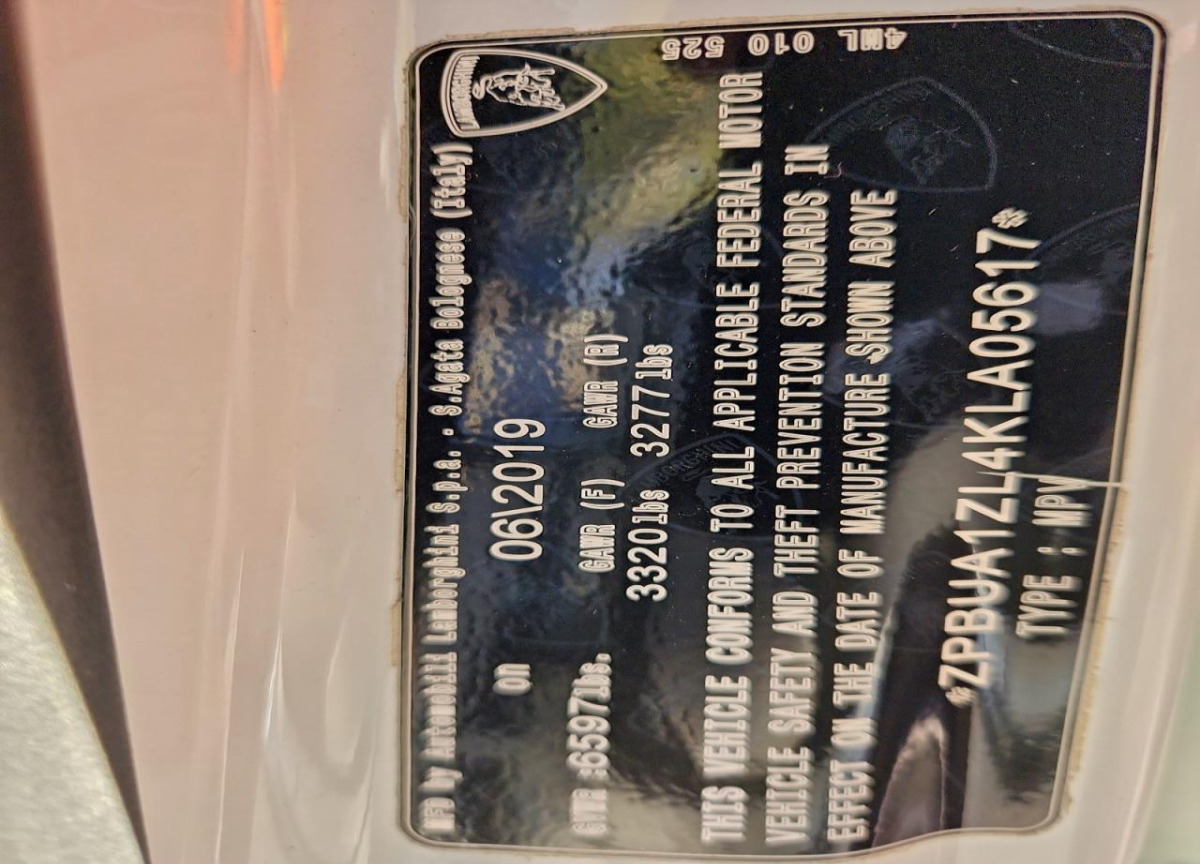 LAMBORGHINI
MFD by Automobili Lamborghini S.p.a. - S.Agata Bolognese (Italy)
on 06\2019
GVWR :6597lbs. GAWR (F) GAWR (R)
3320lbs 3277lbs
THIS VEHICLE CONFORMS TO ALL APPLICABLE FEDERAL MOTOR
VEHICLE SAFETY AND THEFT PREVENTION STANDARDS IN
EFFECT ON THE DATE OF MANUFACTURE SHOWN ABOVE
*ZPBUA1ZL4KLA05617*
TYPE : MPV
4ML 010 525